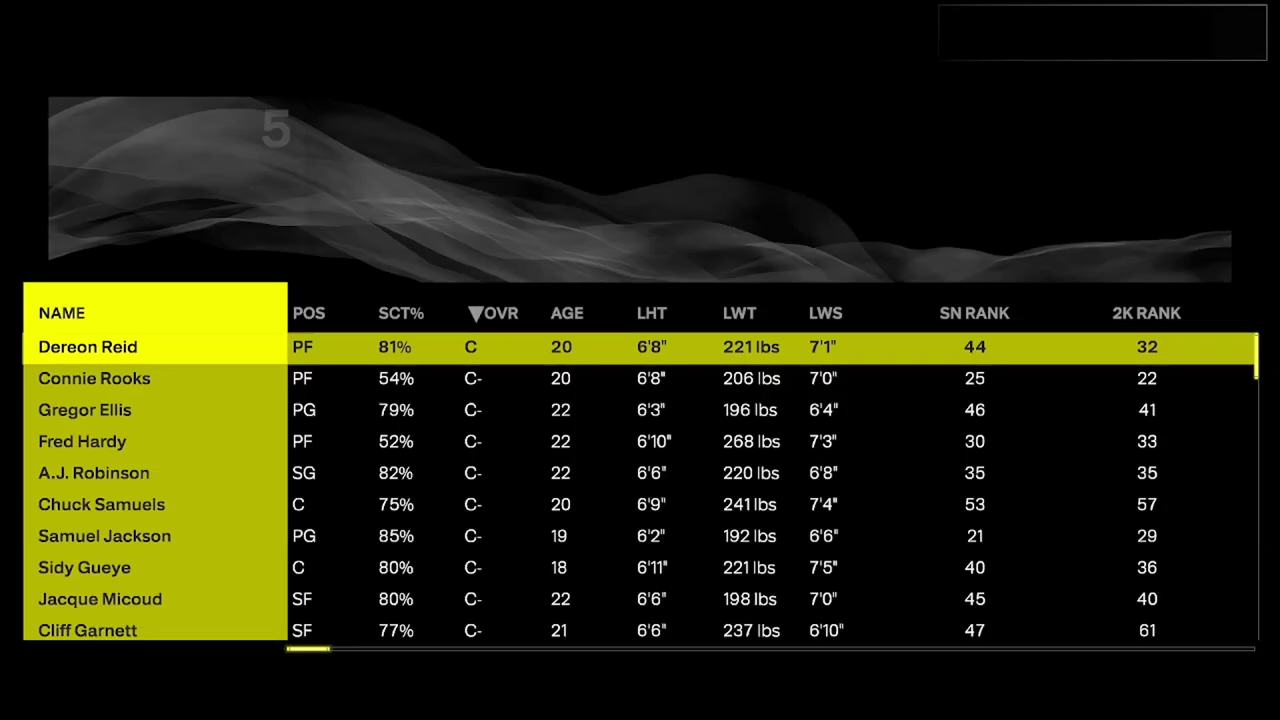 5
NAME POS SCT% ▼OVR AGE LHT LWT LWS SN RANK 2K RANK
Dereon Reid PF 81% C 20 6'8" 221 lbs 7'1" 44 32
Connie Rooks PF 54% C- 20 6'8" 206 lbs 7'0" 25 22
Gregor Ellis PG 79% C- 22 6'3" 196 lbs 6'4" 46 41
Fred Hardy PF 52% C- 22 6'10" 268 lbs 7'3" 30 33
A.J. Robinson SG 82% C- 22 6'6" 220 lbs 6'8" 35 35
Chuck Samuels C 75% C- 20 6'9" 241 lbs 7'4" 53 57
Samuel Jackson PG 85% C- 19 6'2" 192 lbs 6'6" 21 29
Sidy Gueye C 80% C- 18 6'11" 221 lbs 7'5" 40 36
Jacque Micoud SF 80% C- 22 6'6" 198 lbs 7'0" 45 40
Cliff Garnett SF 77% C- 21 6'6" 237 lbs 6'10" 47 61